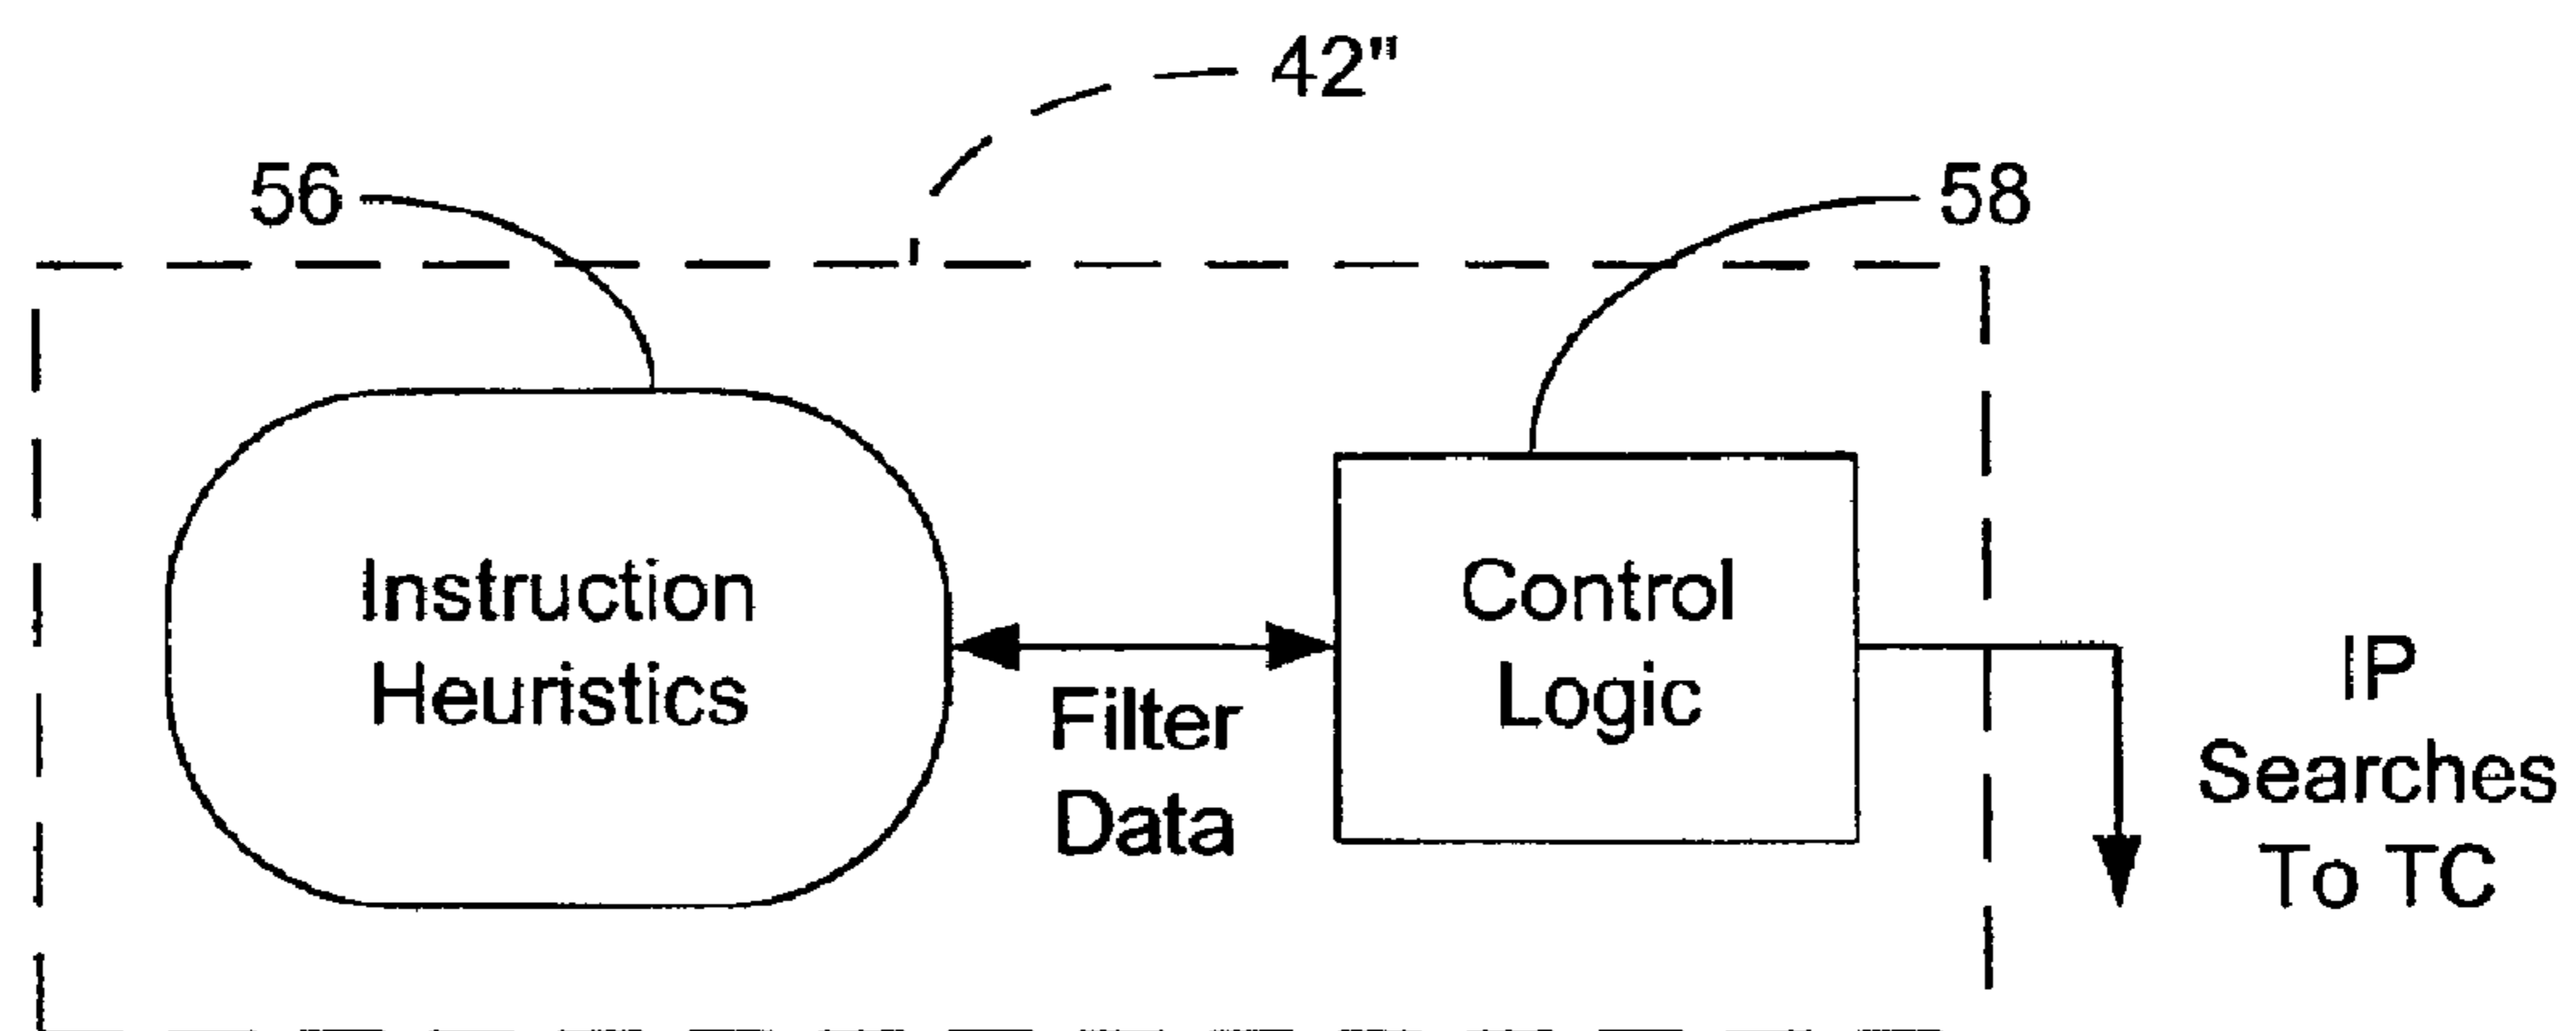 42"
56
58
Instruction
Heuristics
Filter
Data
Control
Logic
IP
Searches
To TC